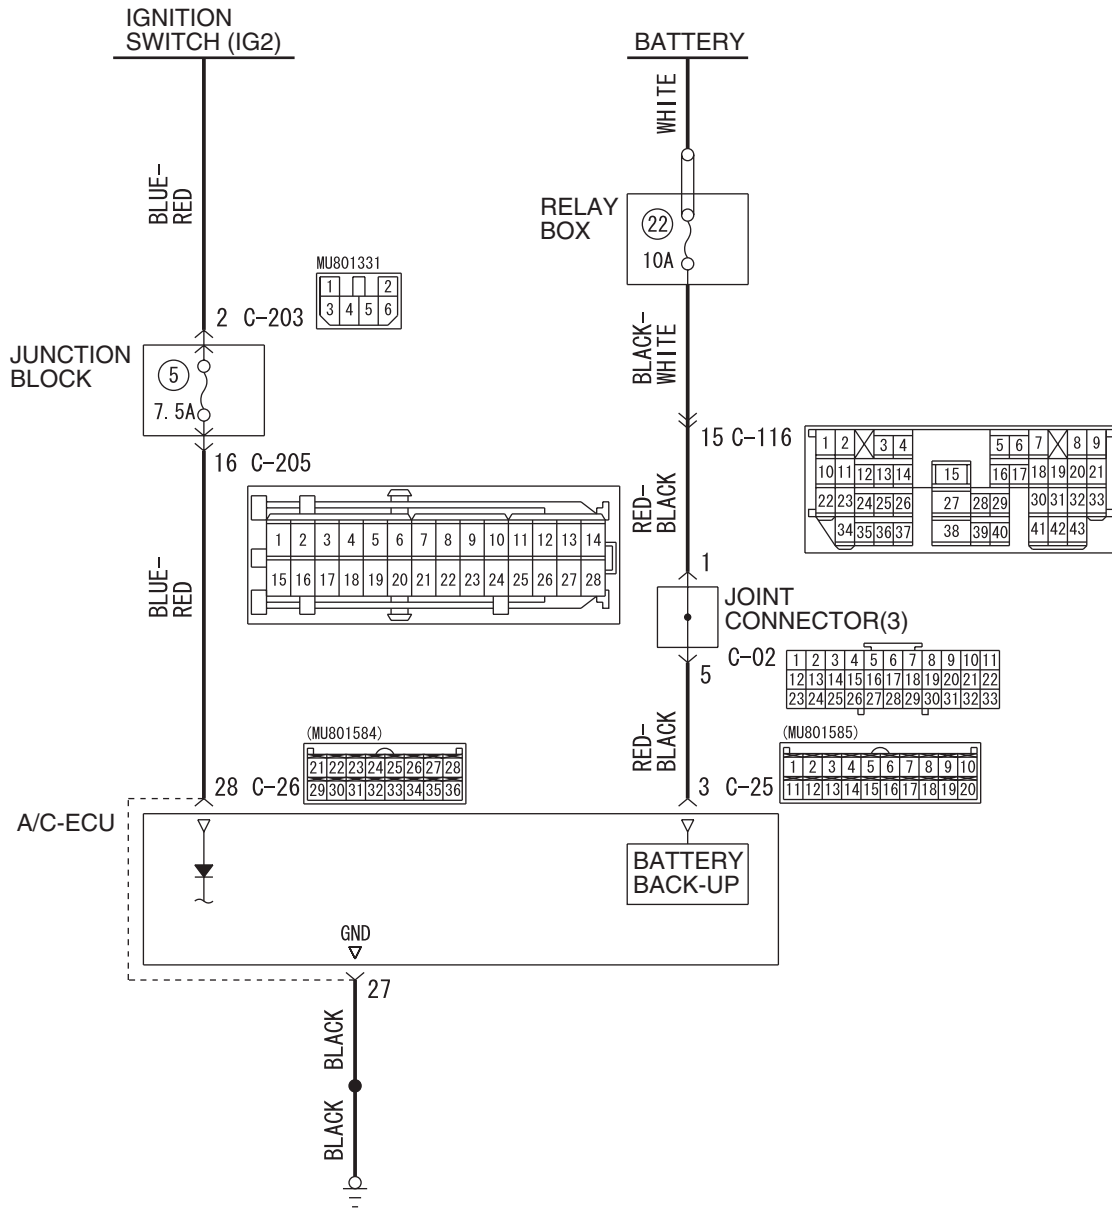 IGNITION
SWITCH (IG2)
BATTERY
WHITE
BLUE-
RED
RELAY
BOX
22
10A
MU801331
1 2
3 4 5 6
2 C-203
JUNCTION
BLOCK
5
7.5A
BLACK-
WHITE
16 C-205
15 C-116
1 2 3 4 5 6 7 8 9
10 11 12 13 14 15 16 17 18 19 20 21
22 23 24 25 26 27 28 29 30 31 32 33
34 35 36 37 38 39 40 41 42 43
1 2 3 4 5 6 7 8 9 10 11 12 13 14
15 16 17 18 19 20 21 22 23 24 25 26 27 28
RED-
BLACK
BLUE-
RED
1
JOINT
CONNECTOR(3)
C-02
5
1 2 3 4 5 6 7 8 9 10 11
12 13 14 15 16 17 18 19 20 21 22
23 24 25 26 27 28 29 30 31 32 33
RED-
BLACK
(MU801584)
21 22 23 24 25 26 27 28
29 30 31 32 33 34 35 36
(MU801585)
1 2 3 4 5 6 7 8 9 10
11 12 13 14 15 16 17 18 19 20
28 C-26
3 C-25
A/C-ECU
BATTERY
BACK-UP
GND
27
BLACK
BLACK